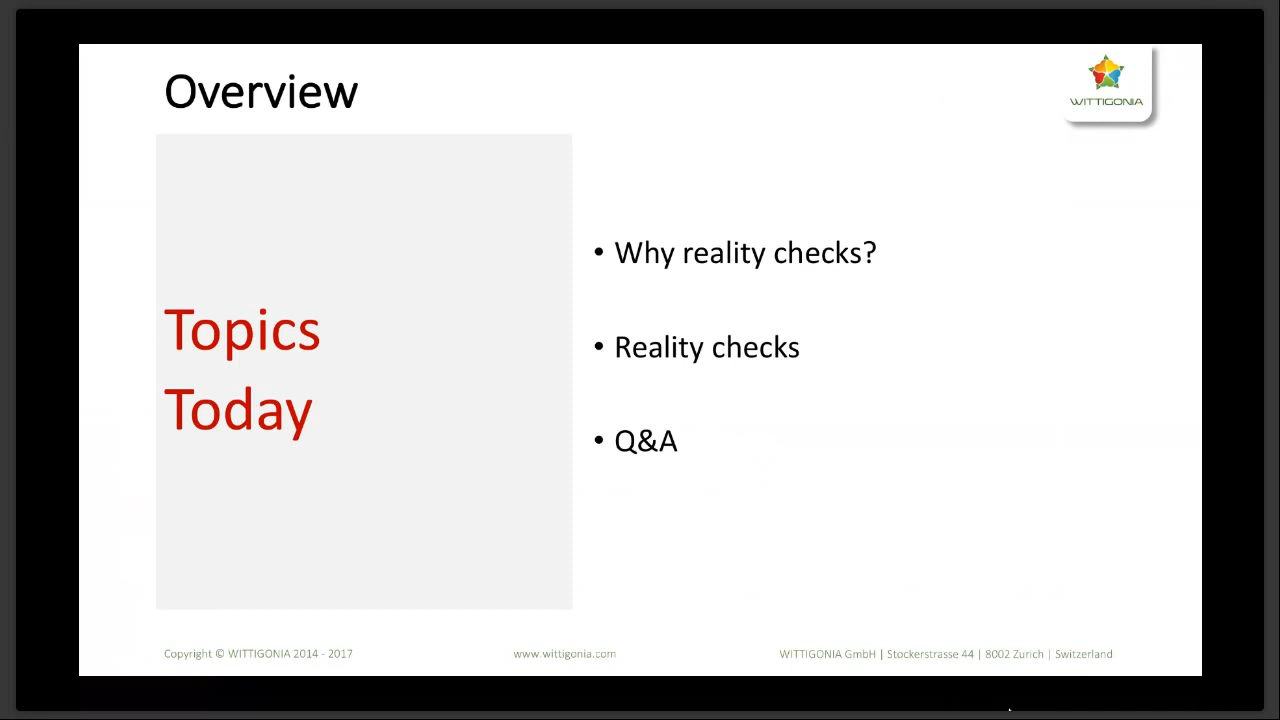 Overview
WITTIGONIA
Topics
Today
• Why reality checks?
• Reality checks
• Q&A
Copyright © WITTIGONIA 2014 - 2017
www.wittigonia.com
WITTIGONIA GmbH | Stockerstrasse 44 | 8002 Zurich | Switzerland